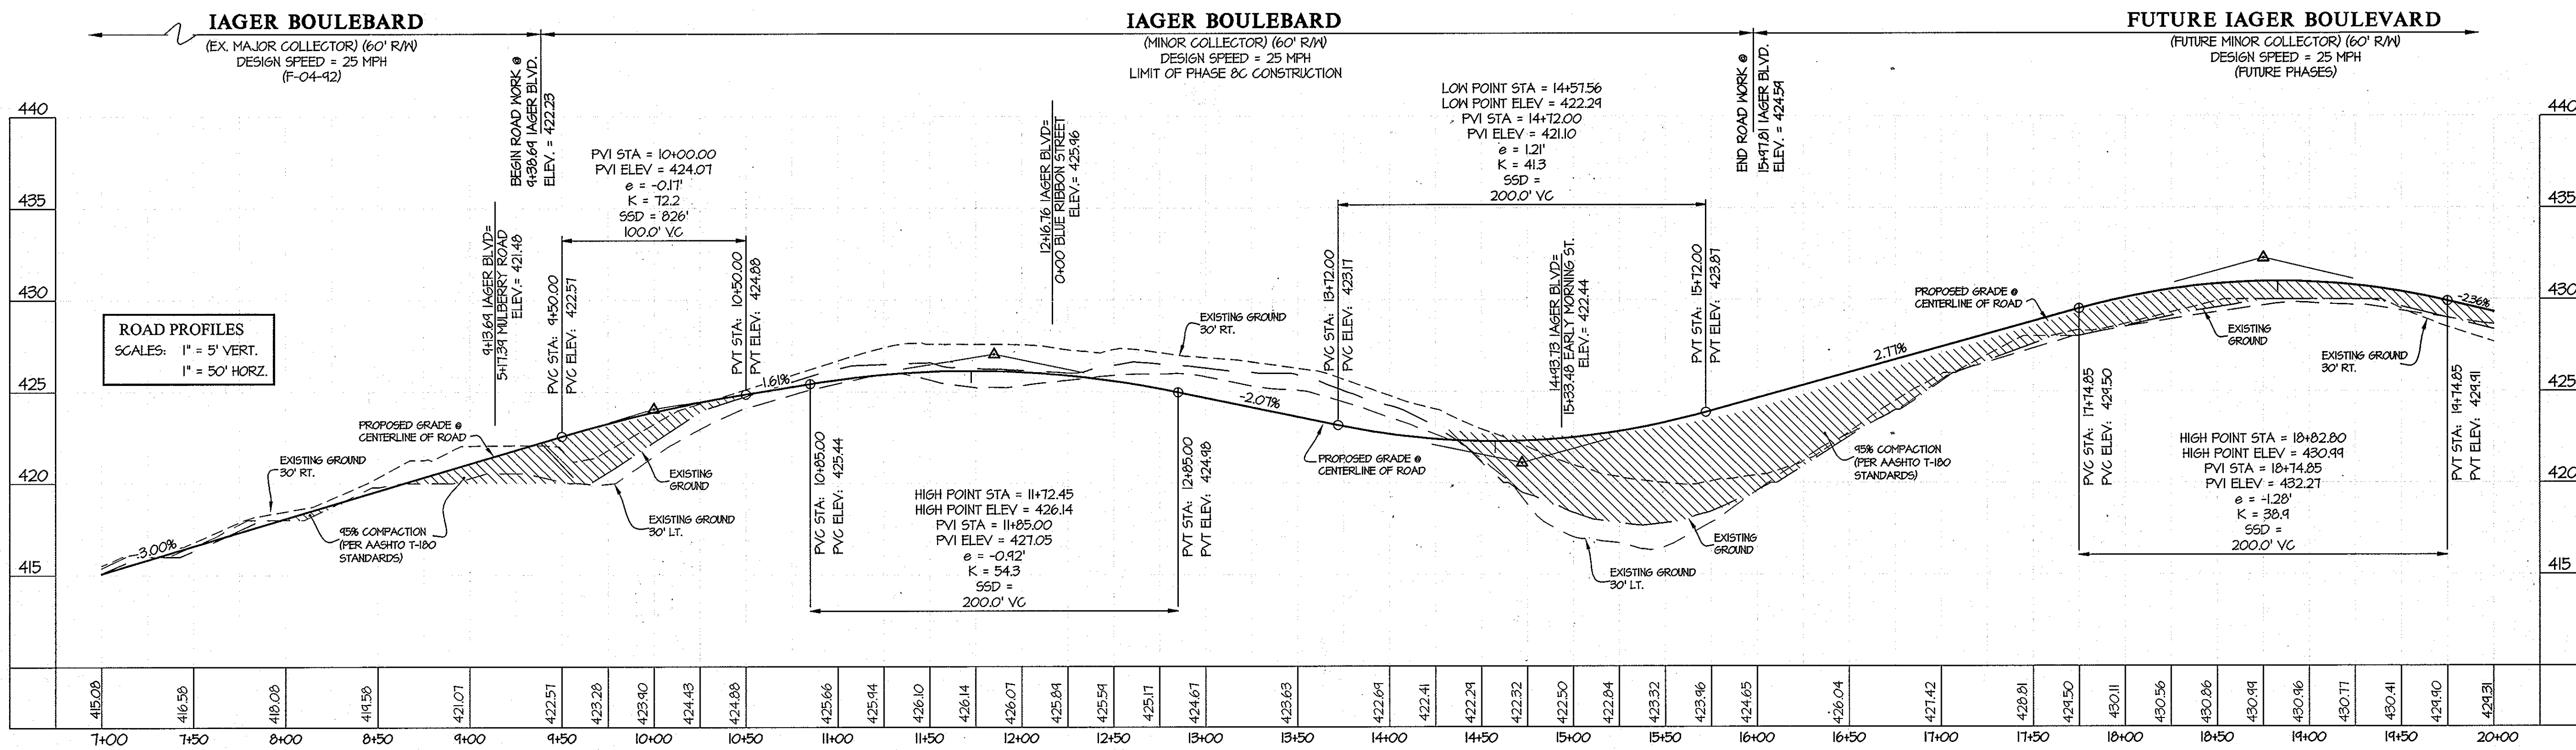 IAGER BOULEBARD
(EX. MAJOR COLLECTOR) (60' R/W)
DESIGN SPEED = 25 MPH
(F-04-92)
IAGER BOULEBARD
(MINOR COLLECTOR) (60' R/W)
DESIGN SPEED = 25 MPH
LIMIT OF PHASE 8C CONSTRUCTION
FUTURE IAGER BOULEVARD
(FUTURE MINOR COLLECTOR) (60' R/W)
DESIGN SPEED = 25 MPH
(FUTURE PHASES)
440
435
430
425
420
415
ROAD PROFILES
SCALES: 1" = 5' VERT.
1" = 50' HORZ.
9+13.69 IAGER BLVD=
5+17.39 MULBERRY ROAD
ELEV.= 421.48
BEGIN ROAD WORK @
9+38.69 IAGER BLVD.
ELEV. = 422.23
PVI STA = 10+00.00
PVI ELEV = 424.07
e = -0.17'
K = 72.2
SSD = 826'
100.0' VC
PVC STA: 9+50.00
PVC ELEV: 422.57
PVT STA: 10+50.00
PVT ELEV: 424.88
PROPOSED GRADE @
CENTERLINE OF ROAD
EXISTING GROUND
30' RT.
-3.00%
95% COMPACTION
(PER AASHTO T-180
STANDARDS)
EXISTING
GROUND
EXISTING GROUND
30' LT.
1.61%
PVC STA: 10+85.00
PVC ELEV: 425.44
HIGH POINT STA = 11+72.45
HIGH POINT ELEV = 426.14
PVI STA = 11+85.00
PVI ELEV = 427.05
e = -0.92'
K = 54.3
SSD =
200.0' VC
PVT STA: 12+85.00
PVT ELEV: 424.98
12+16.76 IAGER BLVD=
0+00 BLUE RIBBON STREET
ELEV.= 425.96
EXISTING GROUND
30' RT.
-2.07%
PROPOSED GRADE @
CENTERLINE OF ROAD
PVC STA: 13+72.00
PVC ELEV: 423.17
LOW POINT STA = 14+57.56
LOW POINT ELEV = 422.29
PVI STA = 14+72.00
PVI ELEV = 421.10
e = 1.21'
K = 41.3
SSD =
200.0' VC
14+93.73 IAGER BLVD=
15+33.48 EARLY MORNING ST.
ELEV.= 422.44
PVT STA: 15+72.00
PVT ELEV: 423.87
END ROAD WORK @
15+97.81 IAGER BLVD.
ELEV. = 424.59
EXISTING GROUND
30' LT.
EXISTING
GROUND
95% COMPACTION
(PER AASHTO T-180
STANDARDS)
2.77%
PROPOSED GRADE @
CENTERLINE OF ROAD
PVC STA: 17+74.85
PVC ELEV: 429.50
HIGH POINT STA = 18+82.80
HIGH POINT ELEV = 430.99
PVI STA = 18+74.85
PVI ELEV = 432.27
e = -1.28'
K = 38.9
SSD =
200.0' VC
EXISTING
GROUND
EXISTING GROUND
30' RT.
-2.36%
PVT STA: 19+74.85
PVT ELEV: 429.91
440
435
430
425
420
415
415.08 416.58 418.08 419.58 421.07 422.57 423.28 423.90 424.43 424.88 425.66 425.94 426.10 426.14 426.07 425.89 425.59 425.17 424.67 423.63 422.69 422.41 422.29 422.32 422.50 422.84 423.32 423.96 424.65 426.04 427.42 428.81 429.50 430.11 430.56 430.86 430.99 430.96 430.77 430.41 429.90 429.31
7+00 7+50 8+00 8+50 9+00 9+50 10+00 10+50 11+00 11+50 12+00 12+50 13+00 13+50 14+00 14+50 15+00 15+50 16+00 16+50 17+00 17+50 18+00 18+50 19+00 19+50 20+00